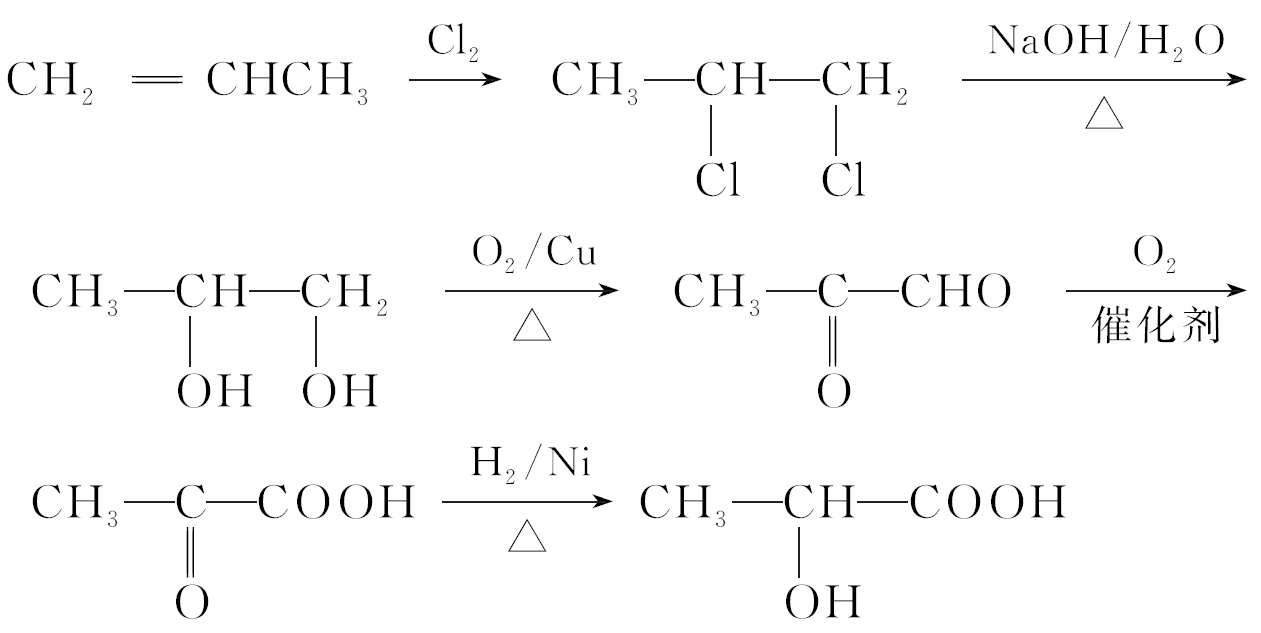 Cl₂ NaOH/H₂O
CH₂ ═ CHCH₃ ⟶ CH₃—CH—CH₂ ⟶
△
Cl Cl
O₂/Cu O₂
CH₃—CH—CH₂ ⟶ CH₃—C—CHO ⟶
△ 催化剂
OH OH O
H₂/Ni
CH₃—C—COOH ⟶ CH₃—CH—COOH
△
O OH